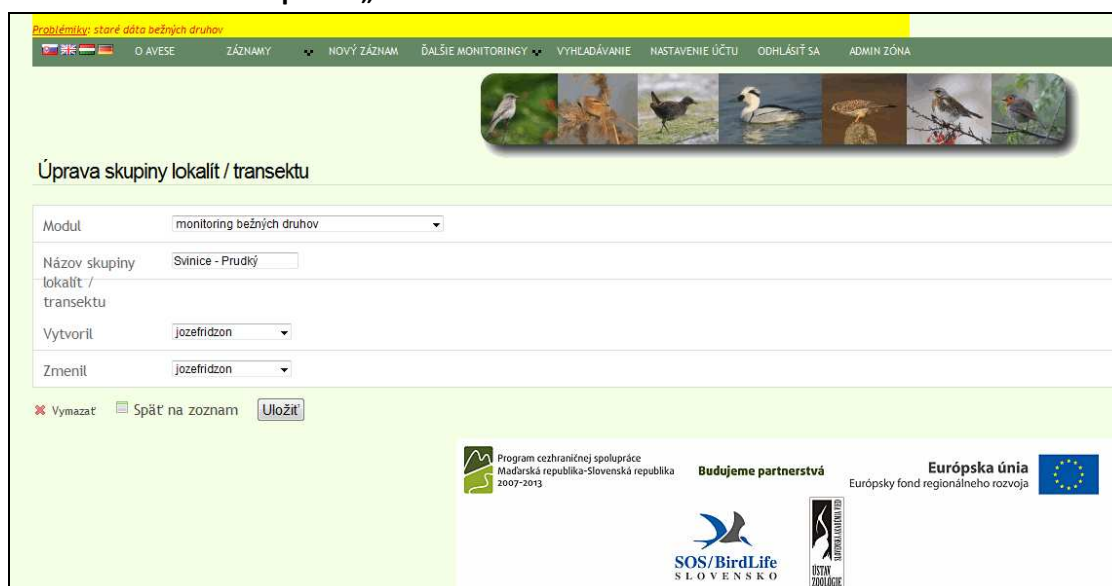 „
Problémiky: staré dáta bežných druhov
O AVESE ZÁZNAMY NOVÝ ZÁZNAM ĎALŠIE MONITORINGY VYHĽADÁVANIE NASTAVENIE ÚČTU ODHLÁSIŤ SA ADMIN ZÓNA
Úprava skupiny lokalít / transektu
Modul monitoring bežných druhov
Názov skupiny Svinice - Prudký
lokalít /
transektu
Vytvoril jozefridzon
Zmenil jozefridzon
Vymazať Späť na zoznam Uložiť
Program cezhraničnej spolupráce
Maďarská republika-Slovenská republika
2007-2013
Budujeme partnerstvá
Európska únia
Európsky fond regionálneho rozvoja
SOS/BirdLife
SLOVENSKO
SLOVENSKÁ AKADÉMIA VIED
ÚSTAV
ZOOLÓGIE